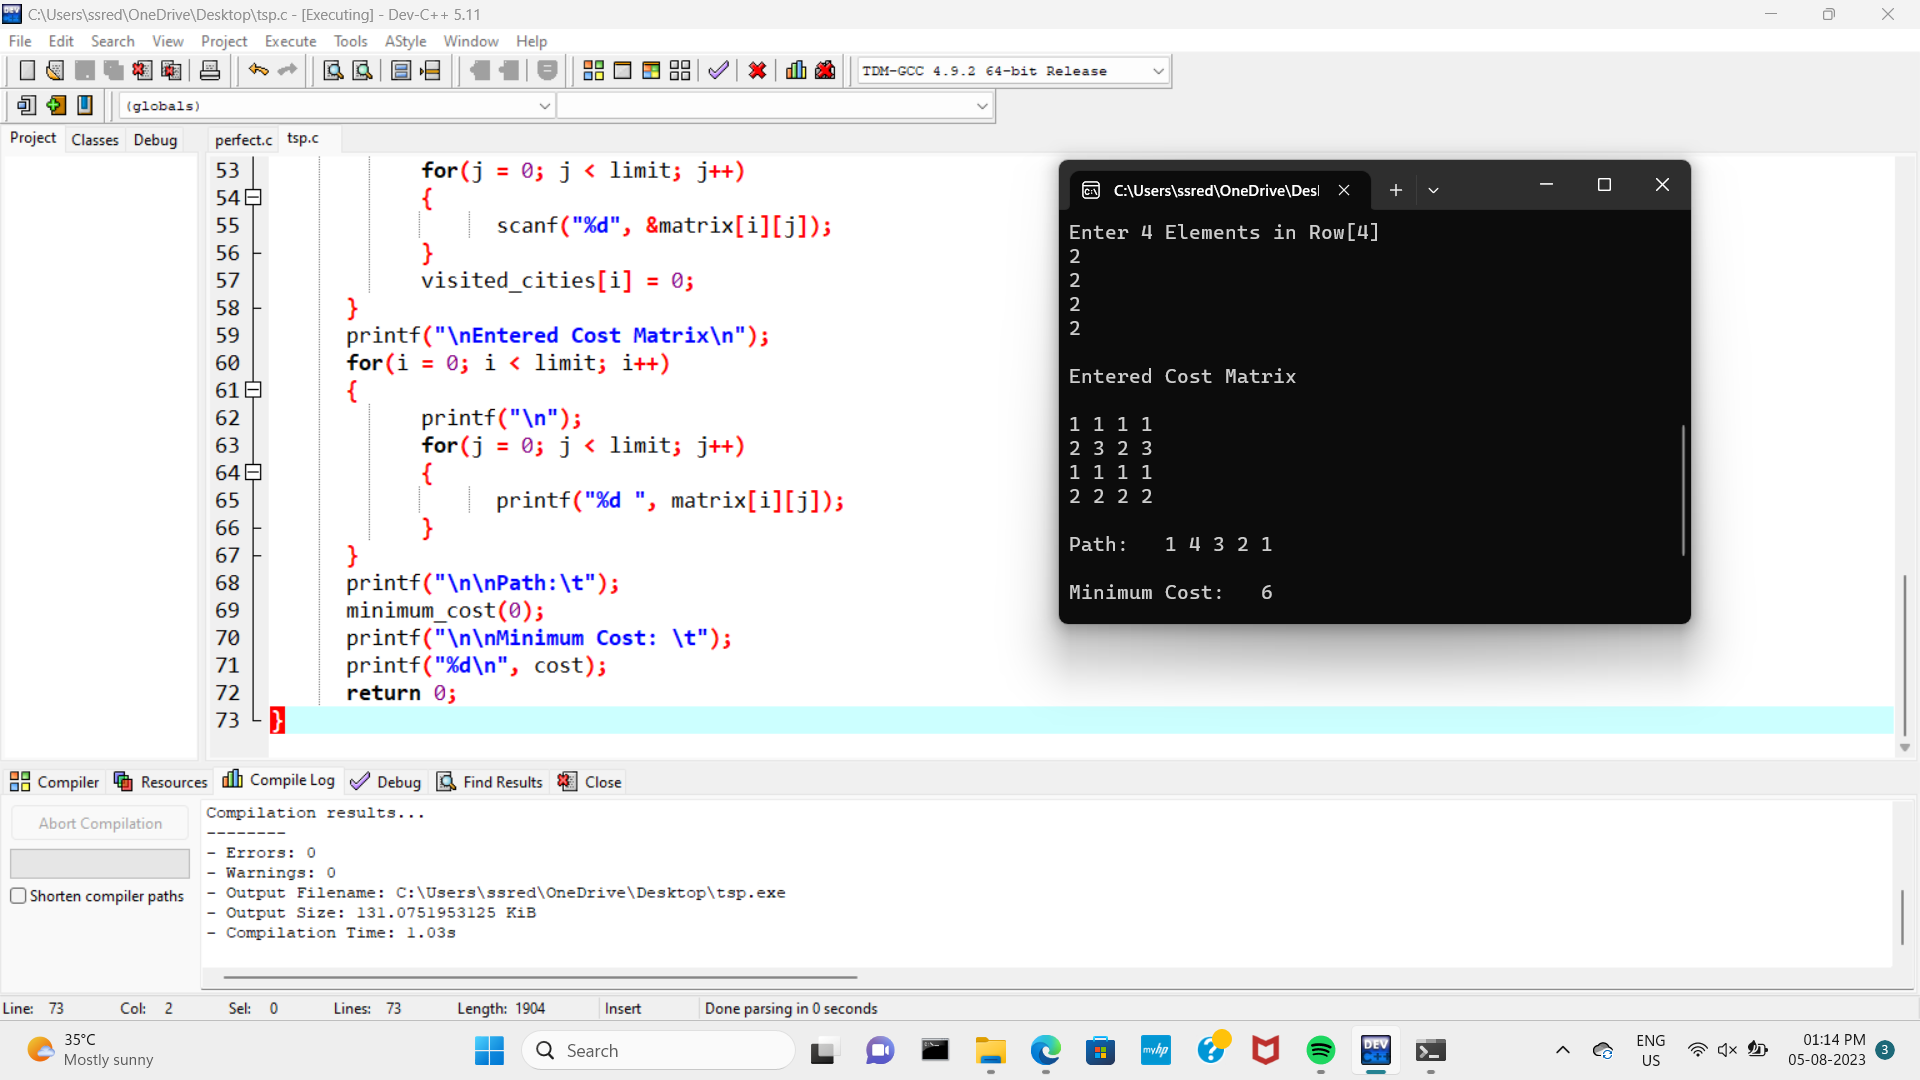 C:\Users\ssred\OneDrive\Desktop\tsp.c - [Executing] - Dev-C++ 5.11
File Edit Search View Project Execute Tools AStyle Window Help
TDM-GCC 4.9.2 64-bit Release
(globals)
Project Classes Debug
perfect.c tsp.c
53 for(j = 0; j < limit; j++)
54 {
55 scanf("%d", &matrix[i][j]);
56 }
57 visited_cities[i] = 0;
58 }
59 printf("\nEntered Cost Matrix\n");
60 for(i = 0; i < limit; i++)
61 {
62 printf("\n");
63 for(j = 0; j < limit; j++)
64 {
65 printf("%d ", matrix[i][j]);
66 }
67 }
68 printf("\n\nPath:\t");
69 minimum_cost(0);
70 printf("\n\nMinimum Cost: \t");
71 printf("%d\n", cost);
72 return 0;
73 }
C:\Users\ssred\OneDrive\Des
Enter 4 Elements in Row[4]
2
2
2
2
Entered Cost Matrix
1 1 1 1
2 3 2 3
1 1 1 1
2 2 2 2
Path: 1 4 3 2 1
Minimum Cost: 6
Compiler Resources Compile Log Debug Find Results Close
Abort Compilation
Shorten compiler paths
Compilation results...
--------
- Errors: 0
- Warnings: 0
- Output Filename: C:\Users\ssred\OneDrive\Desktop\tsp.exe
- Output Size: 131.0751953125 KiB
- Compilation Time: 1.03s
Line: 73 Col: 2 Sel: 0 Lines: 73 Length: 1904 Insert Done parsing in 0 seconds
35°C
Mostly sunny
Search
myhp
DEV
C++
ENG
US
01:14 PM
05-08-2023
3